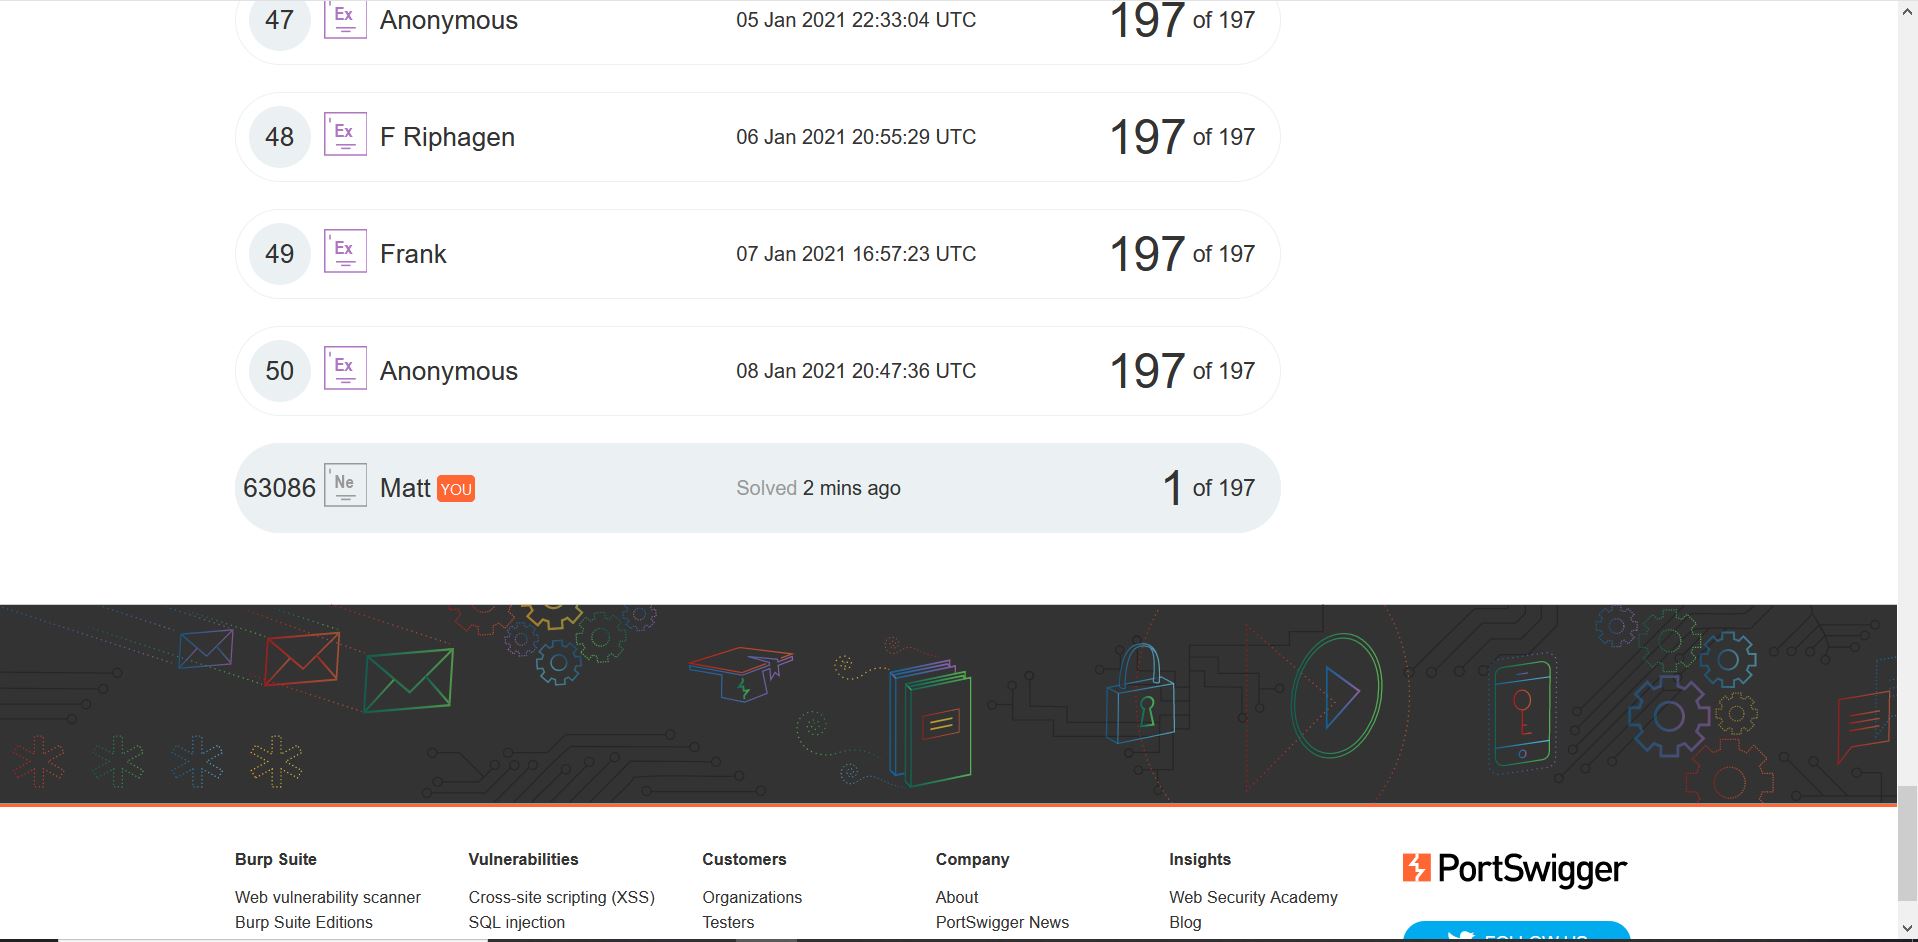 47 Ex Anonymous 05 Jan 2021 22:33:04 UTC 197 of 197
48 Ex F Riphagen 06 Jan 2021 20:55:29 UTC 197 of 197
49 Ex Frank 07 Jan 2021 16:57:23 UTC 197 of 197
50 Ex Anonymous 08 Jan 2021 20:47:36 UTC 197 of 197
63086 Ne Matt YOU Solved 2 mins ago 1 of 197
Burp Suite Vulnerabilities Customers Company Insights PortSwigger
Web vulnerability scanner Cross-site scripting (XSS) Organizations About Web Security Academy
Burp Suite Editions SQL injection Testers PortSwigger News Blog
FOLLOW US